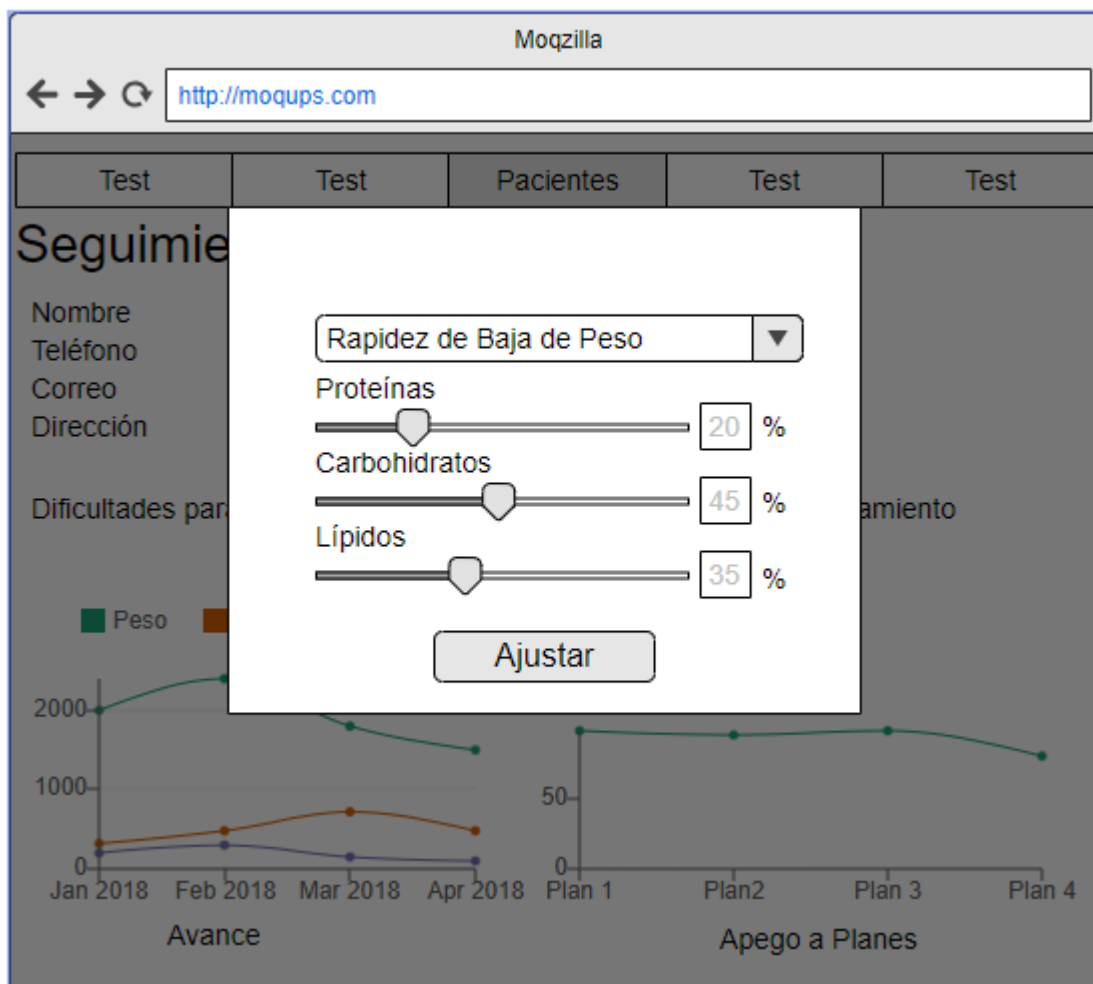 Moqzilla
http://moqups.com
Test Test Pacientes Test Test
Seguimie
Nombre
Teléfono
Correo
Dirección
Rapidez de Baja de Peso
Proteínas
20 %
Carbohidratos
45 %
Lípidos
35 %
Ajustar
Dificultades par
amiento
Peso
2000
1000
0
Jan 2018 Feb 2018 Mar 2018 Apr 2018
Avance
50
0
Plan 1 Plan2 Plan 3 Plan 4
Apego a Planes